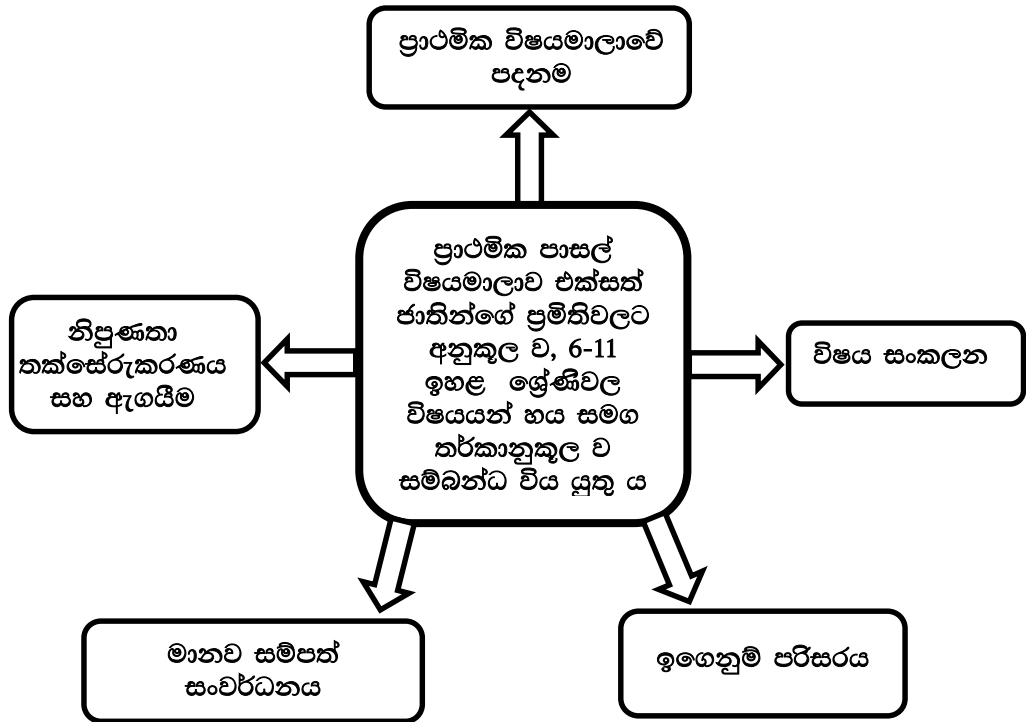 ප්‍රාථමික විෂයමාලාවේ
පදනම
ප්‍රාථමික පාසල්
විෂයමාලාව එක්සත්
ජාතින්ගේ ප්‍රමිතිවලට
අනුකූල ව, 6-11
ඉහළ ශ්‍රේණිවල
විෂයයන් හය සමග
තර්කානුකූල ව
සම්බන්ධ විය යුතු ය
නිපුණතා
තක්සේරුකරණය
සහ ඇගයීම
විෂය සංකලන
මානව සම්පත්
සංවර්ධනය
ඉගෙනුම් පරිසරය